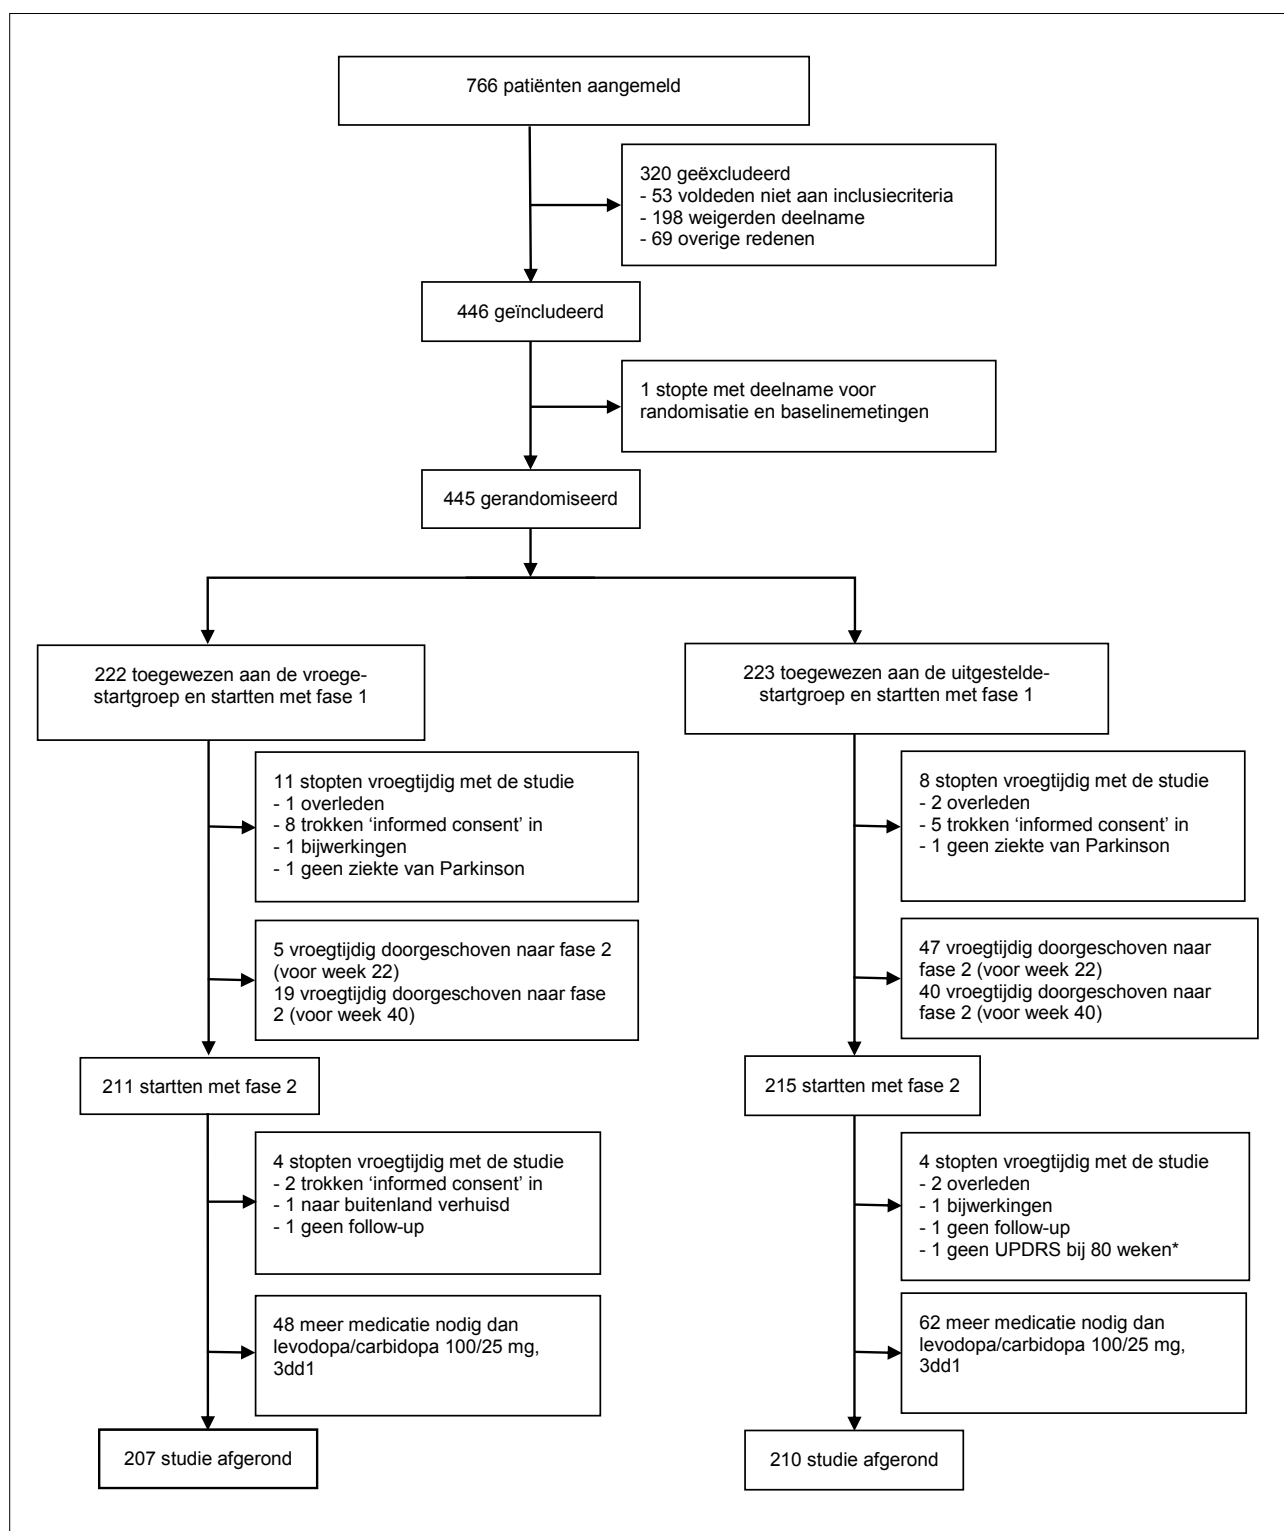 766 patiënten aangemeld
320 geëxcludeerd
- 53 voldeden niet aan inclusiecriteria
- 198 weigerden deelname
- 69 overige redenen
446 geïncludeerd
1 stopte met deelname voor
randomisatie en baselinemetingen
445 gerandomiseerd
222 toegewezen aan de vroege-
startgroep en startten met fase 1
223 toegewezen aan de uitgestelde-
startgroep en startten met fase 1
11 stopten vroegtijdig met de studie
- 1 overleden
- 8 trokken ‘informed consent’ in
- 1 bijwerkingen
- 1 geen ziekte van Parkinson
8 stopten vroegtijdig met de studie
- 2 overleden
- 5 trokken ‘informed consent’ in
- 1 geen ziekte van Parkinson
5 vroegtijdig doorgeschoven naar fase 2
(voor week 22)
19 vroegtijdig doorgeschoven naar fase
2 (voor week 40)
47 vroegtijdig doorgeschoven naar
fase 2 (voor week 22)
40 vroegtijdig doorgeschoven naar
fase 2 (voor week 40)
211 startten met fase 2
215 startten met fase 2
4 stopten vroegtijdig met de studie
- 2 trokken ‘informed consent’ in
- 1 naar buitenland verhuisd
- 1 geen follow-up
4 stopten vroegtijdig met de studie
- 2 overleden
- 1 bijwerkingen
- 1 geen follow-up
- 1 geen UPDRS bij 80 weken*
48 meer medicatie nodig dan
levodopa/carbidopa 100/25 mg,
3dd1
62 meer medicatie nodig dan
levodopa/carbidopa 100/25 mg,
3dd1
207 studie afgerond
210 studie afgerond